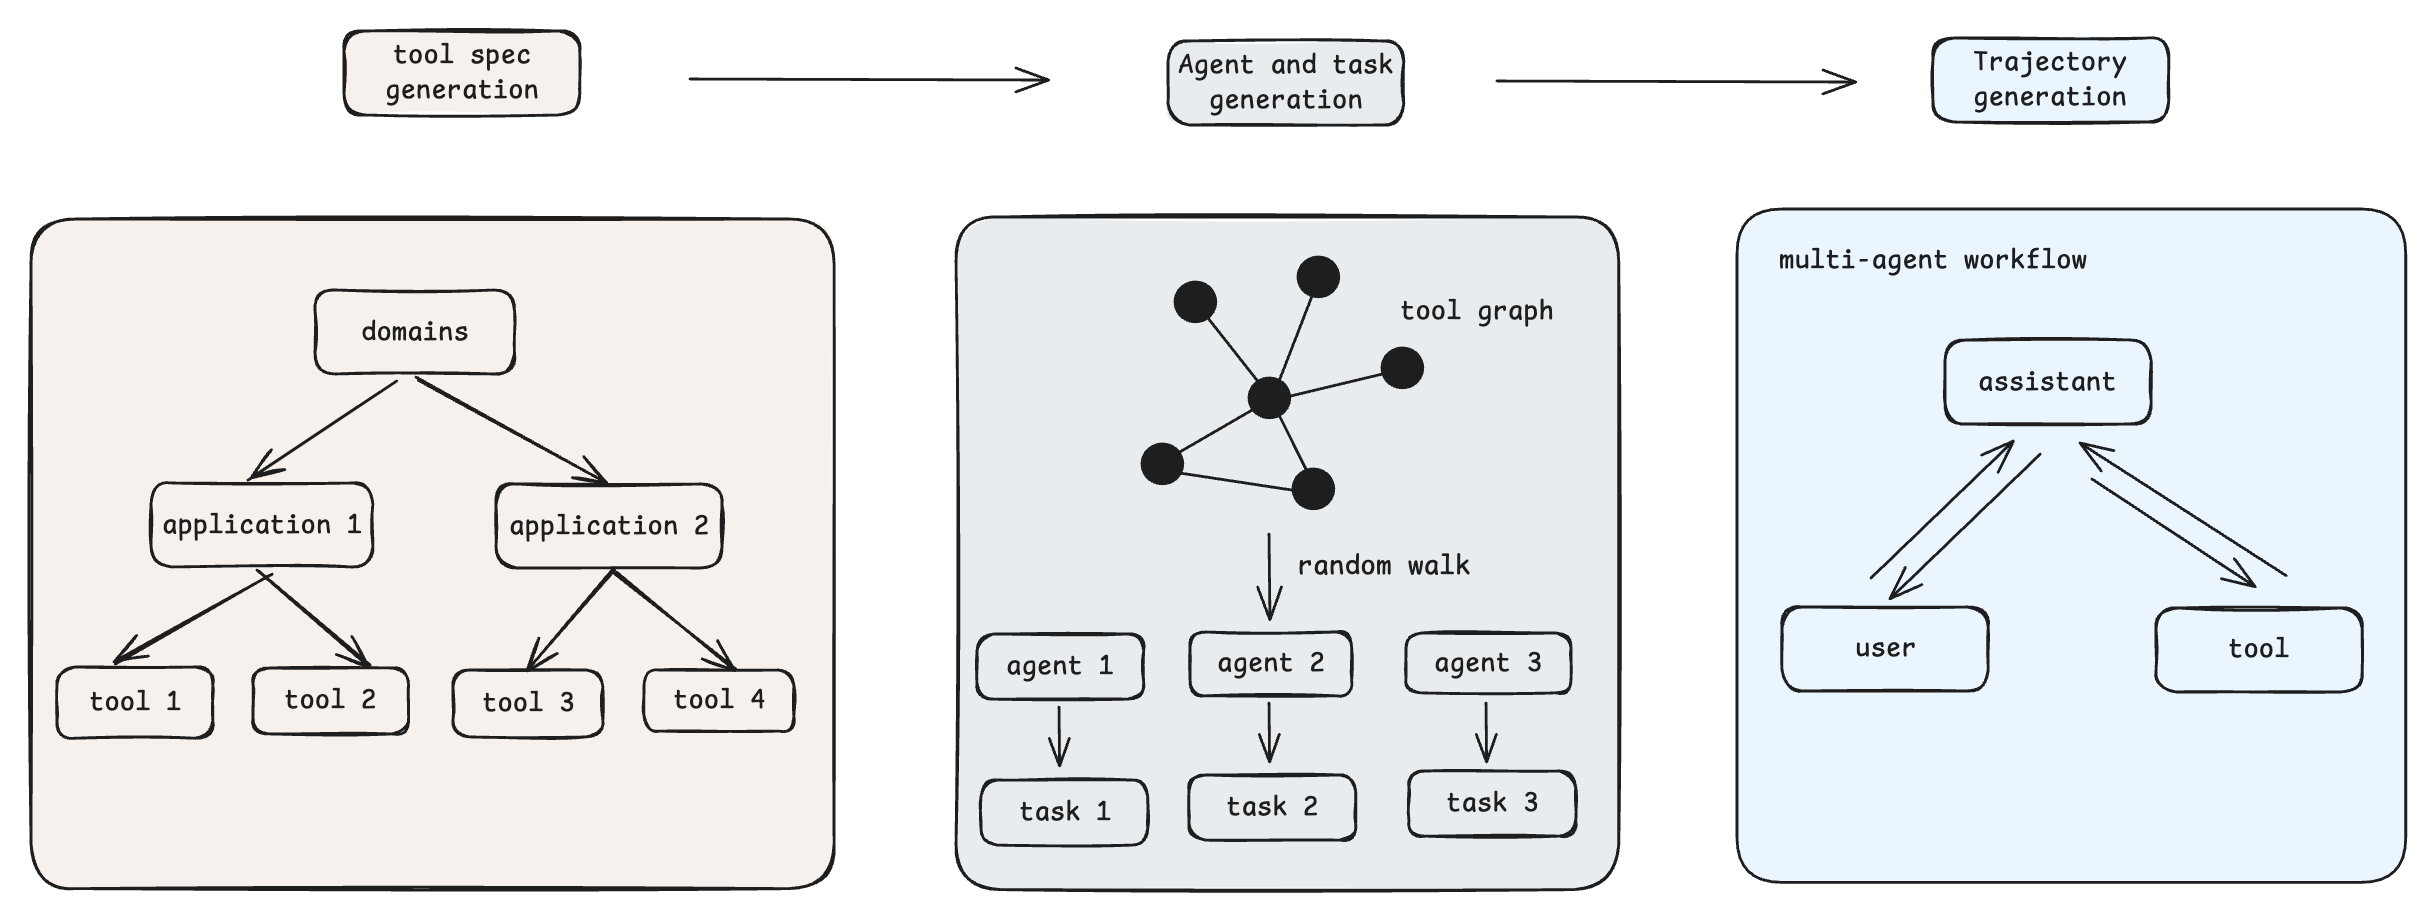 tool spec
generation
Agent and task
generation
Trajectory
generation
domains
application 1
application 2
tool 1
tool 2
tool 3
tool 4
tool graph
random walk
agent 1
agent 2
agent 3
task 1
task 2
task 3
multi-agent workflow
assistant
user
tool